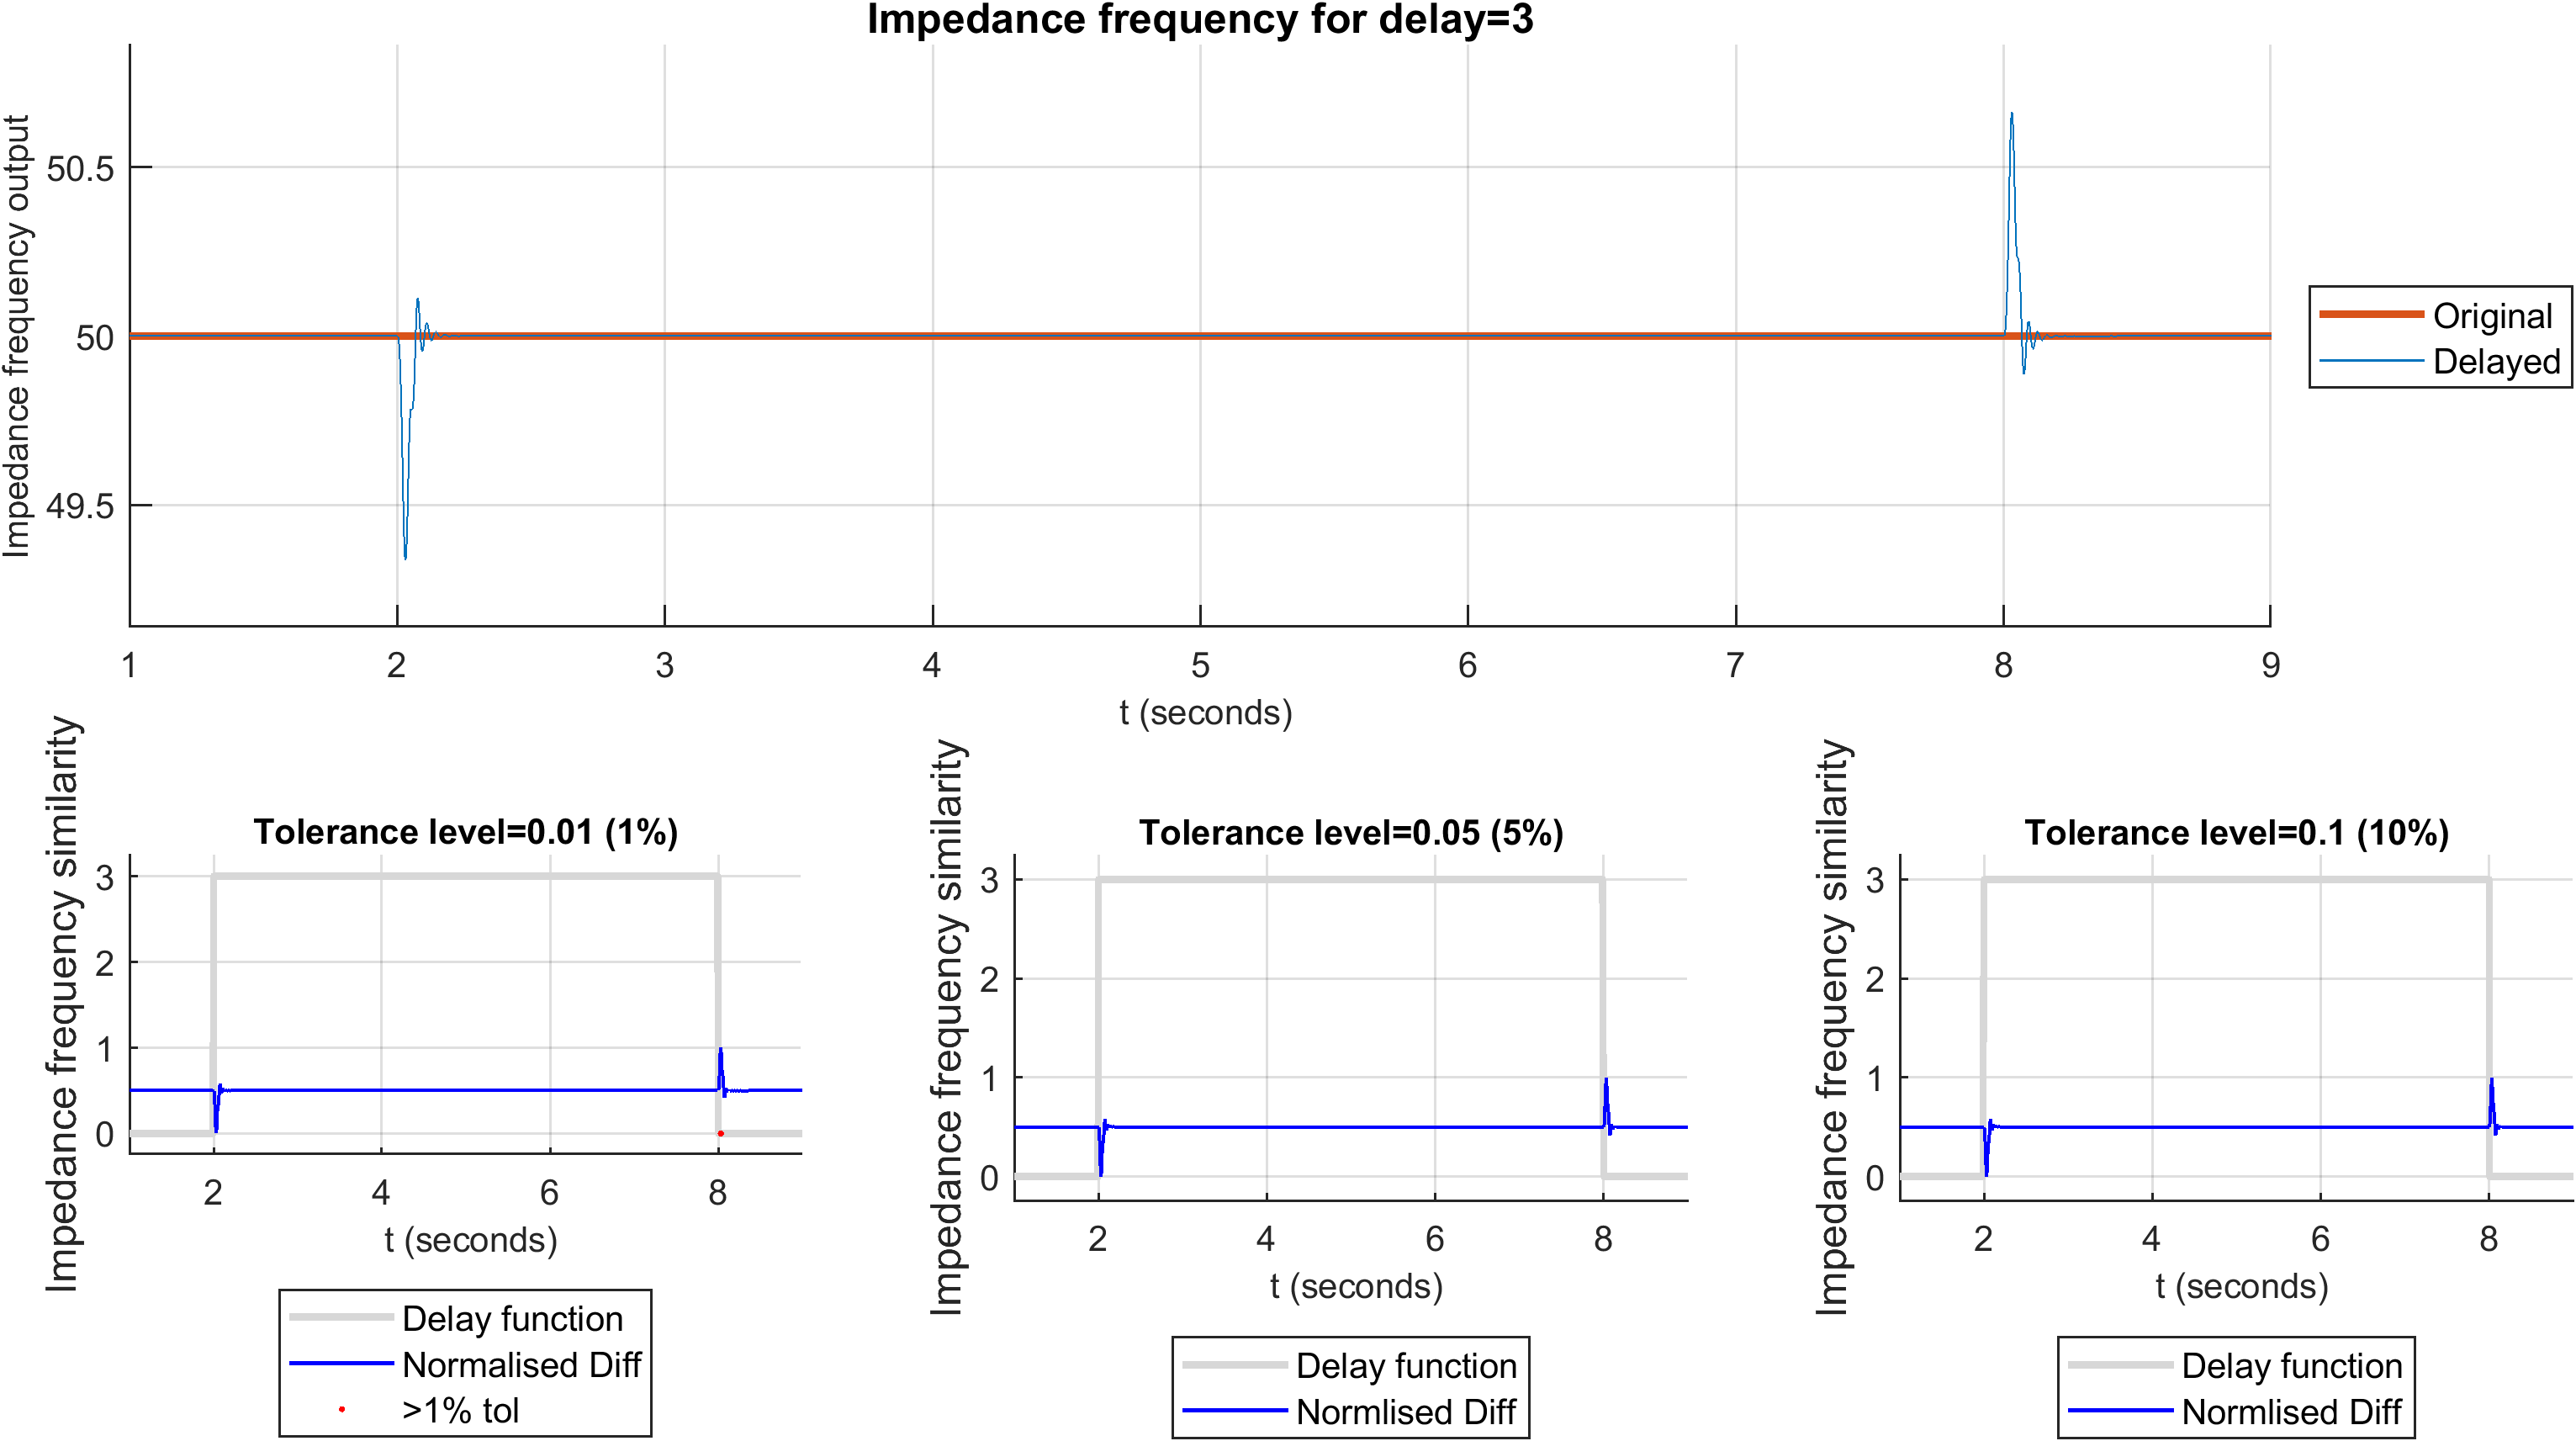 Impedance frequency for delay=3
Impedance frequency output
50.5
50
49.5
1 2 3 4 5 6 7 8 9
t (seconds)
Original
Delayed
Tolerance level=0.01 (1%)
Impedance frequency similarity
3
2
1
0
2 4 6 8
t (seconds)
Delay function
Normalised Diff
>1% tol
Tolerance level=0.05 (5%)
Impedance frequency similarity
3
2
1
0
2 4 6 8
t (seconds)
Delay function
Normlised Diff
Tolerance level=0.1 (10%)
Impedance frequency similarity
3
2
1
0
2 4 6 8
t (seconds)
Delay function
Normlised Diff